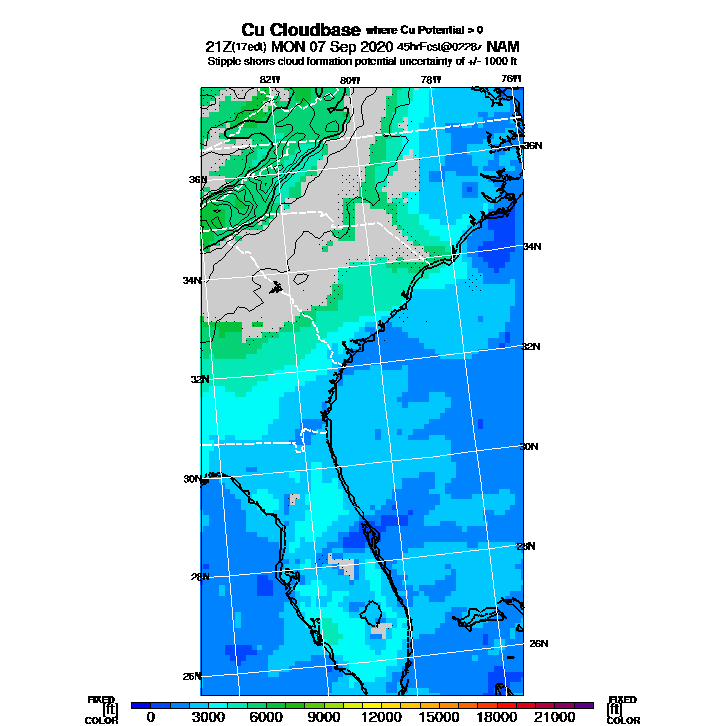 Cu Cloudbase where Cu Potential > 0
21Z(17edt) MON 07 Sep 2020 45hrFcst@0228z NAM
Stipple shows cloud formation potential uncertainty of +/- 1000 ft
82W 80W 78W 76W
36N 36N
34N 34N
32N 32N
30N 30N
28N 28N
26N 26N
FIXED FIXED
[ft] [ft]
COLOR COLOR
0 3000 6000 9000 12000 15000 18000 21000